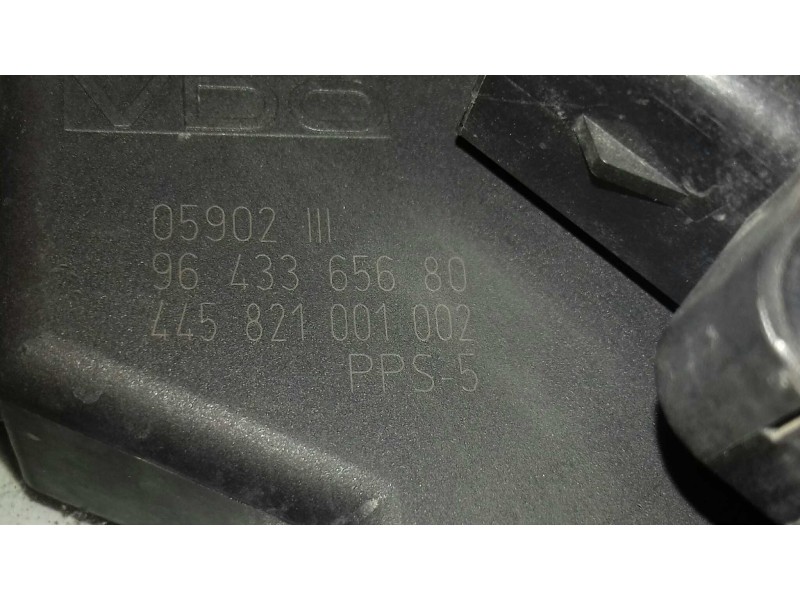 VDO
05902 III
96 433 656 80
445 821 001 002
PPS-5